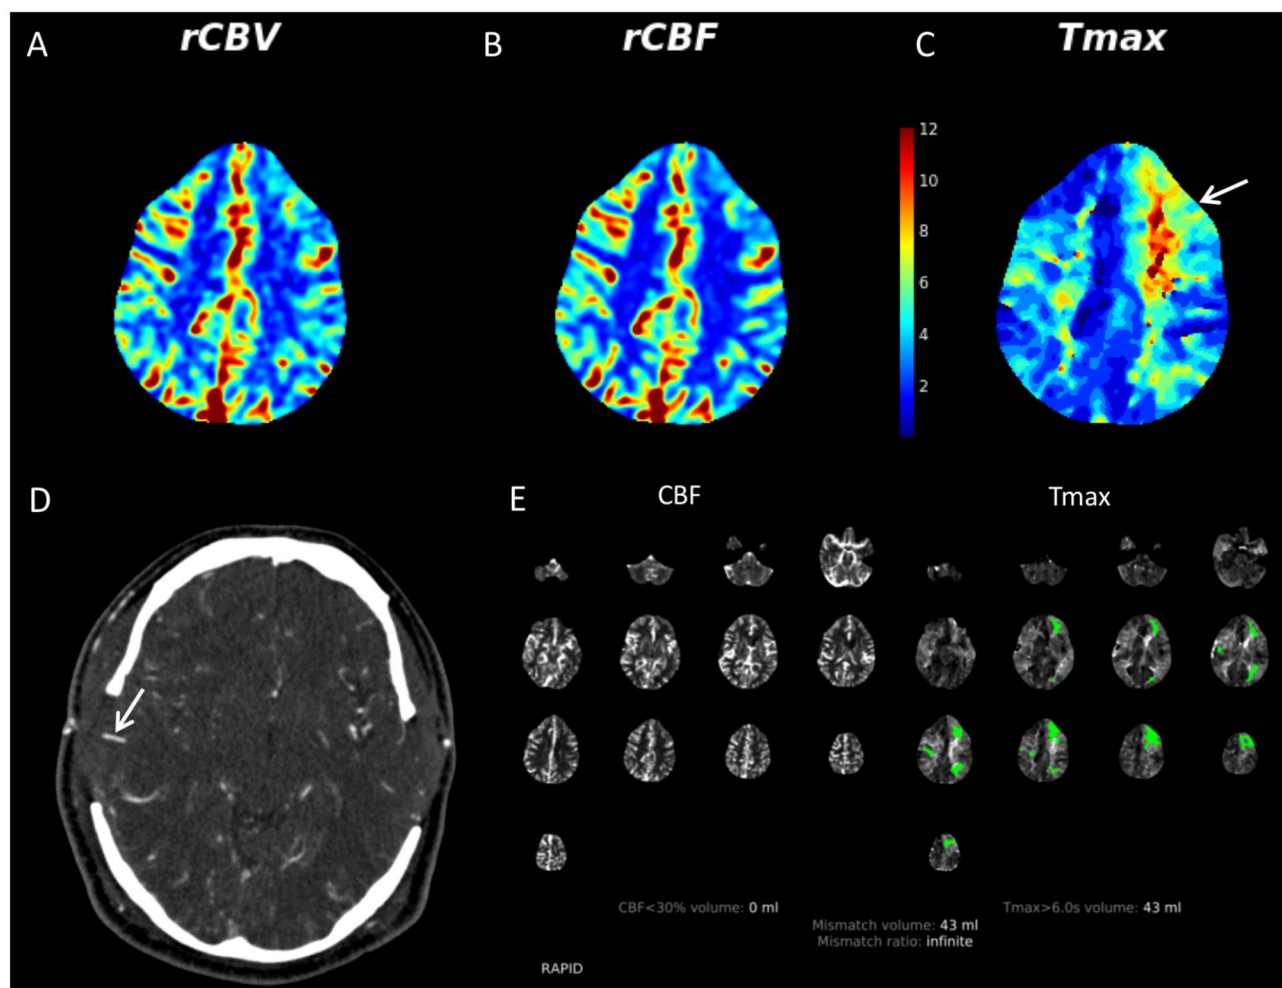 A
rCBV
B
rCBF
C
Tmax
12
10
8
6
4
2
D
E
CBF
Tmax
CBF<30% volume: 0 ml
Tmax>6.0s volume: 43 ml
Mismatch volume: 43 ml
Mismatch ratio: infinite
RAPID